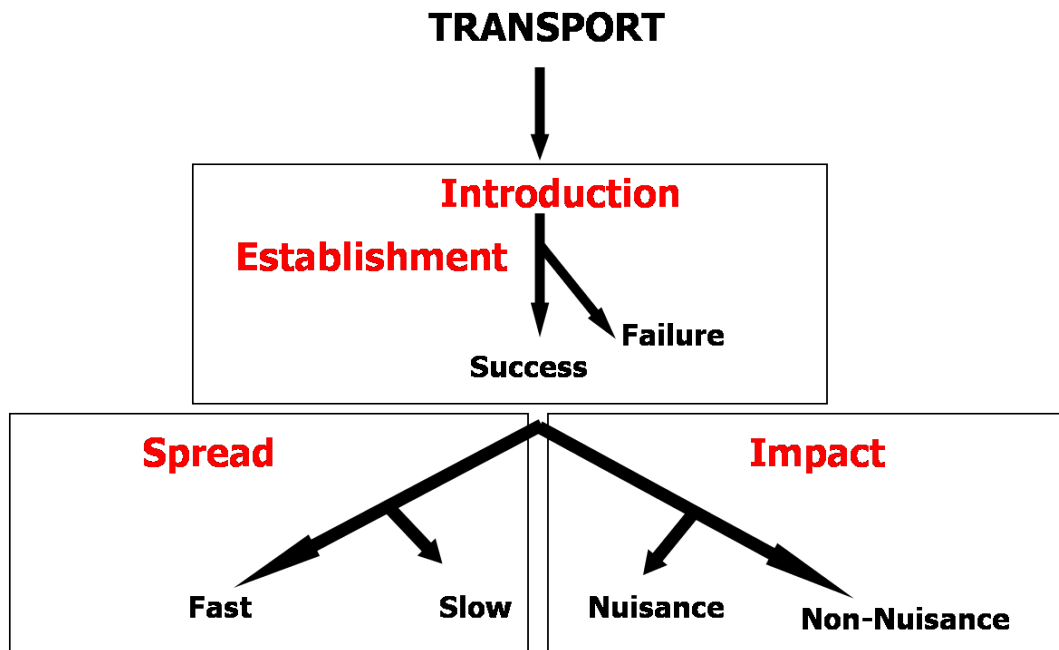 TRANSPORT
Introduction
Establishment
Failure
Success
Spread
Impact
Fast
Slow
Nuisance
Non-Nuisance